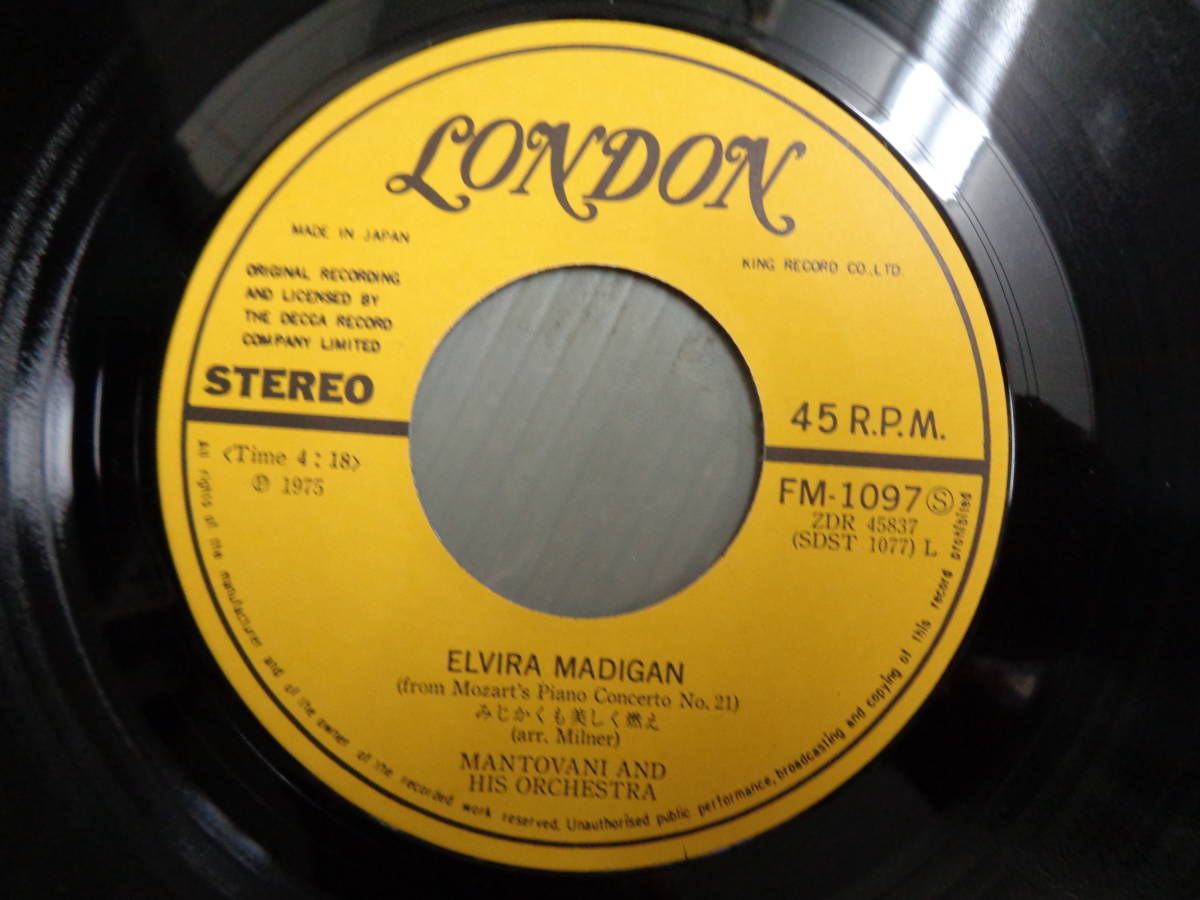 LONDON
MADE IN JAPAN
KING RECORD CO.,LTD.
ORIGINAL RECORDING
AND LICENSED BY
THE DECCA RECORD
COMPANY LIMITED
STEREO
45 R.P.M.
<Time 4:18>
Ⓟ 1975
FM-1097Ⓢ
ZDR 45837
(SDST 1077) L
ELVIRA MADIGAN
(from Mozart's Piano Concerto No. 21)
みじかくも美しく燃え
(arr. Milner)
MANTOVANI AND
HIS ORCHESTRA
All rights of the manufacturer and of the owner of the recorded work reserved. Unauthorised public performance, broadcasting and copying of this record prohibited